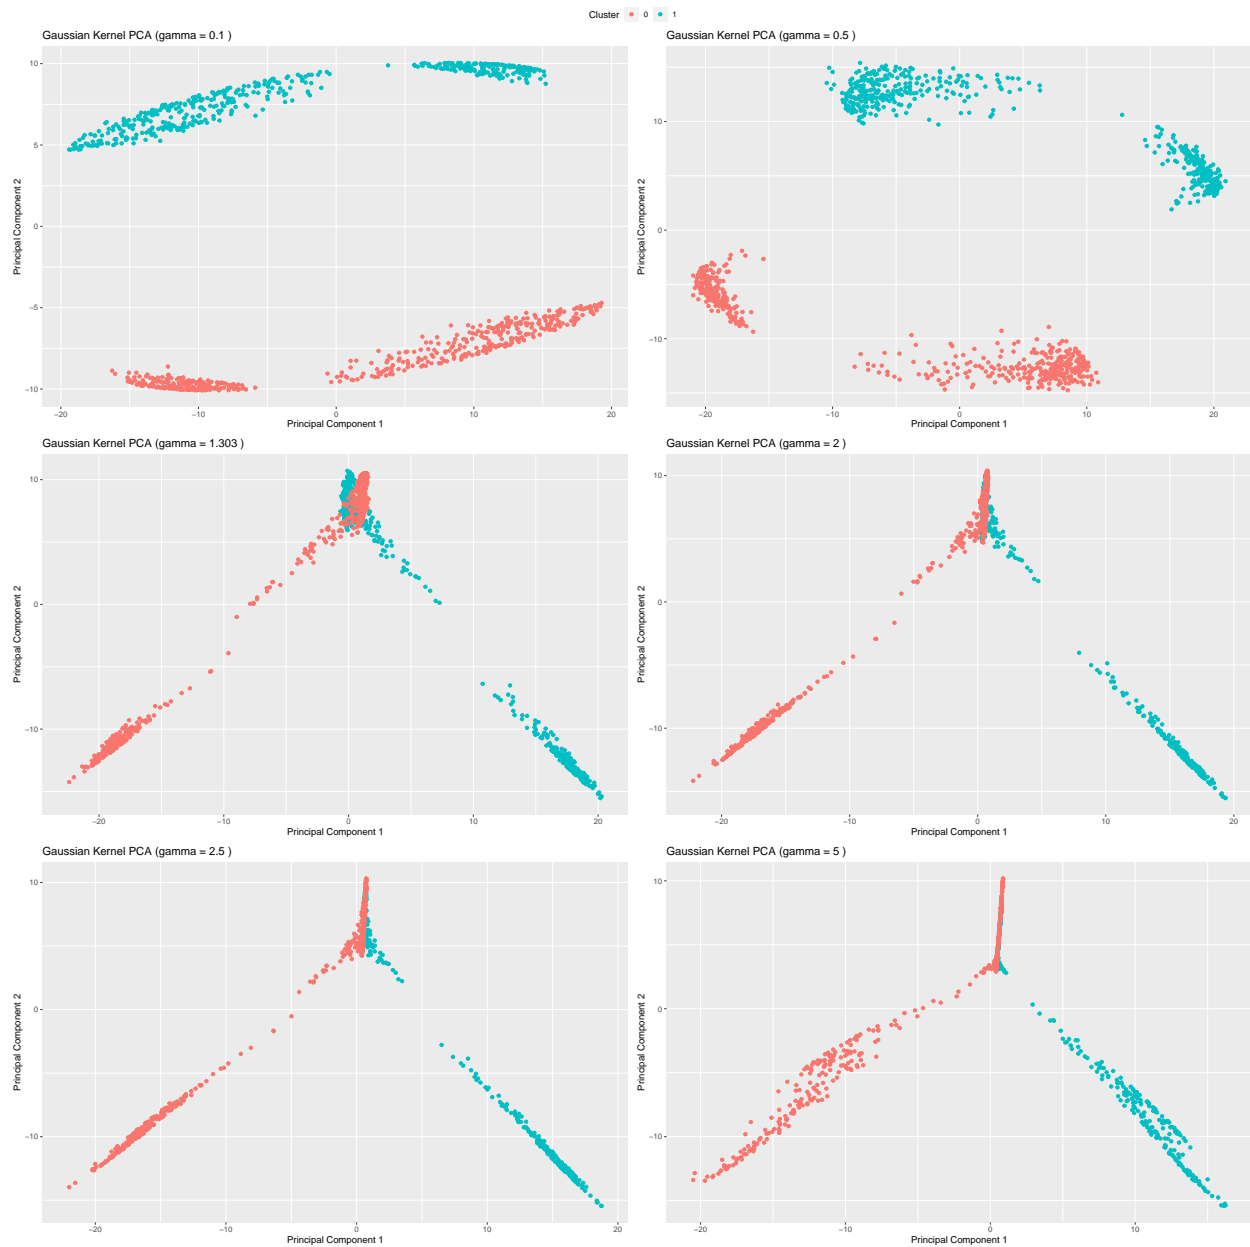 Cluster 0 1
Gaussian Kernel PCA (gamma = 0.1 )
10
5
0
−5
−10
−20 −10 0 10 20
Principal Component 1
Principal Component 2
Gaussian Kernel PCA (gamma = 0.5 )
10
0
−10
−20 −10 0 10 20
Principal Component 1
Principal Component 2
Gaussian Kernel PCA (gamma = 1.303 )
10
0
−10
−20 −10 0 10 20
Principal Component 1
Principal Component 2
Gaussian Kernel PCA (gamma = 2 )
10
0
−10
−20 −10 0 10 20
Principal Component 1
Principal Component 2
Gaussian Kernel PCA (gamma = 2.5 )
10
0
−10
−20 −10 0 10 20
Principal Component 1
Principal Component 2
Gaussian Kernel PCA (gamma = 5 )
10
0
−10
−20 −10 0 10
Principal Component 1
Principal Component 2